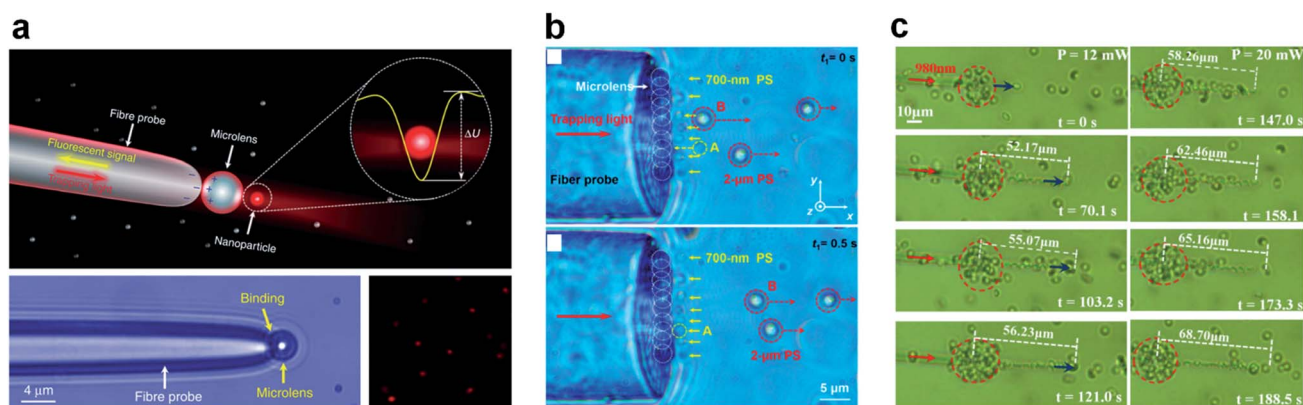 a
Fibre probe
Microlens
Fluorescent signal
Trapping light
ΔU
Nanoparticle
Binding
4 μm
Fibre probe
Microlens
b
t₁= 0 s
Microlens
700-nm PS
B
Trapping light
A
Fiber probe
2-μm PS
y
z
x
t₁= 0.5 s
700-nm PS
B
A
2-μm PS
5 μm
c
P = 12 mW
58.26μm
P = 20 mW
980nm
10μm
t = 0 s
t = 147.0 s
52.17μm
62.46μm
t = 70.1 s
t = 158.1
55.07μm
65.16μm
t = 103.2 s
t = 173.3 s
56.23μm
68.70μm
t = 121.0 s
t = 188.5 s